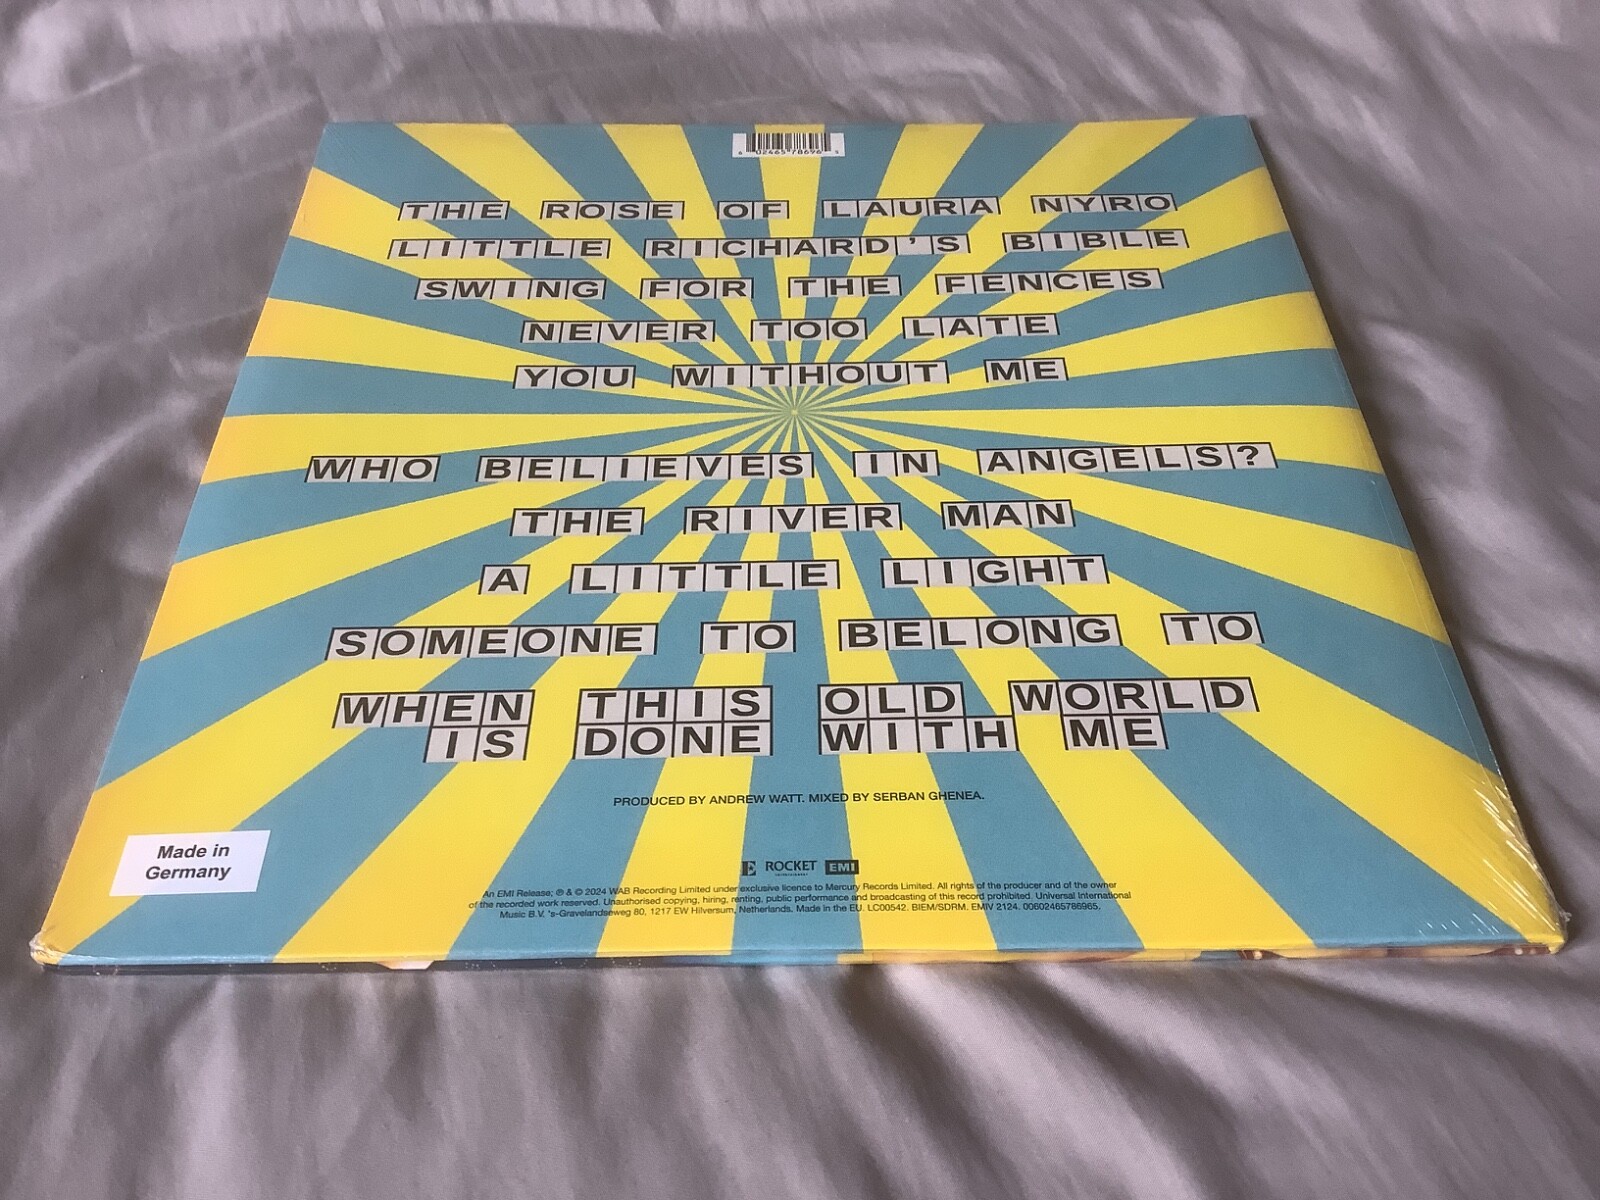 6 02465 78696 5
THE ROSE OF LAURA NYRO
LITTLE RICHARD'S BIBLE
SWING FOR THE FENCES
NEVER TOO LATE
YOU WITHOUT ME
WHO BELIEVES IN ANGELS?
THE RIVER MAN
A LITTLE LIGHT
SOMEONE TO BELONG TO
WHEN THIS OLD WORLD
IS DONE WITH ME
PRODUCED BY ANDREW WATT. MIXED BY SERBAN GHENEA.
Made in
Germany
ROCKET EMI
An EMI Release; ℗ & © 2024 WAB Recording Limited under exclusive licence to Mercury Records Limited. All rights of the producer and of the owner
of the recorded work reserved. Unauthorised copying, hiring, renting, public performance and broadcasting of this record prohibited. Universal International
Music B.V. 's-Gravelandseweg 80, 1217 EW Hilversum, Netherlands. Made in the EU. LC00542. BIEM/SDRM. EMIV 2124. 00602465786965.